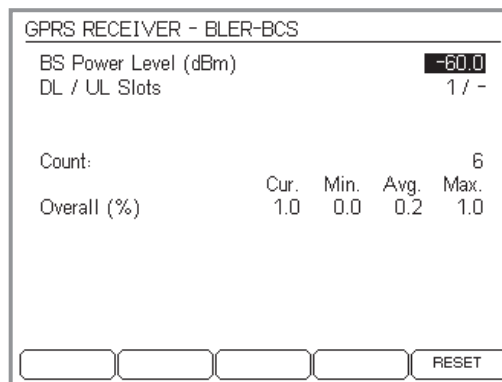 GPRS RECEIVER - BLER-BCS
BS Power Level (dBm) -60.0
DL / UL Slots 1 / -
Count: 6
Cur. Min. Avg. Max.
Overall (%) 1.0 0.0 0.2 1.0
RESET